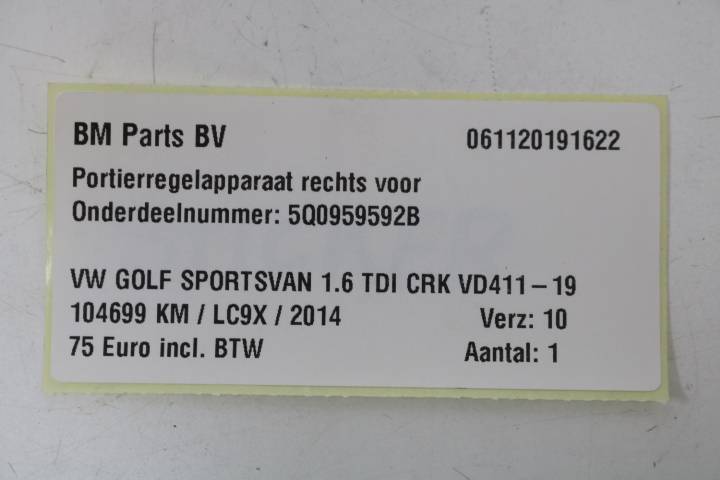 BM Parts BV 061120191622
Portierregelapparaat rechts voor
Onderdeelnummer: 5Q0959592B
VW GOLF SPORTSVAN 1.6 TDI CRK VD411-19
104699 KM / LC9X / 2014 Verz: 10
75 Euro incl. BTW Aantal: 1